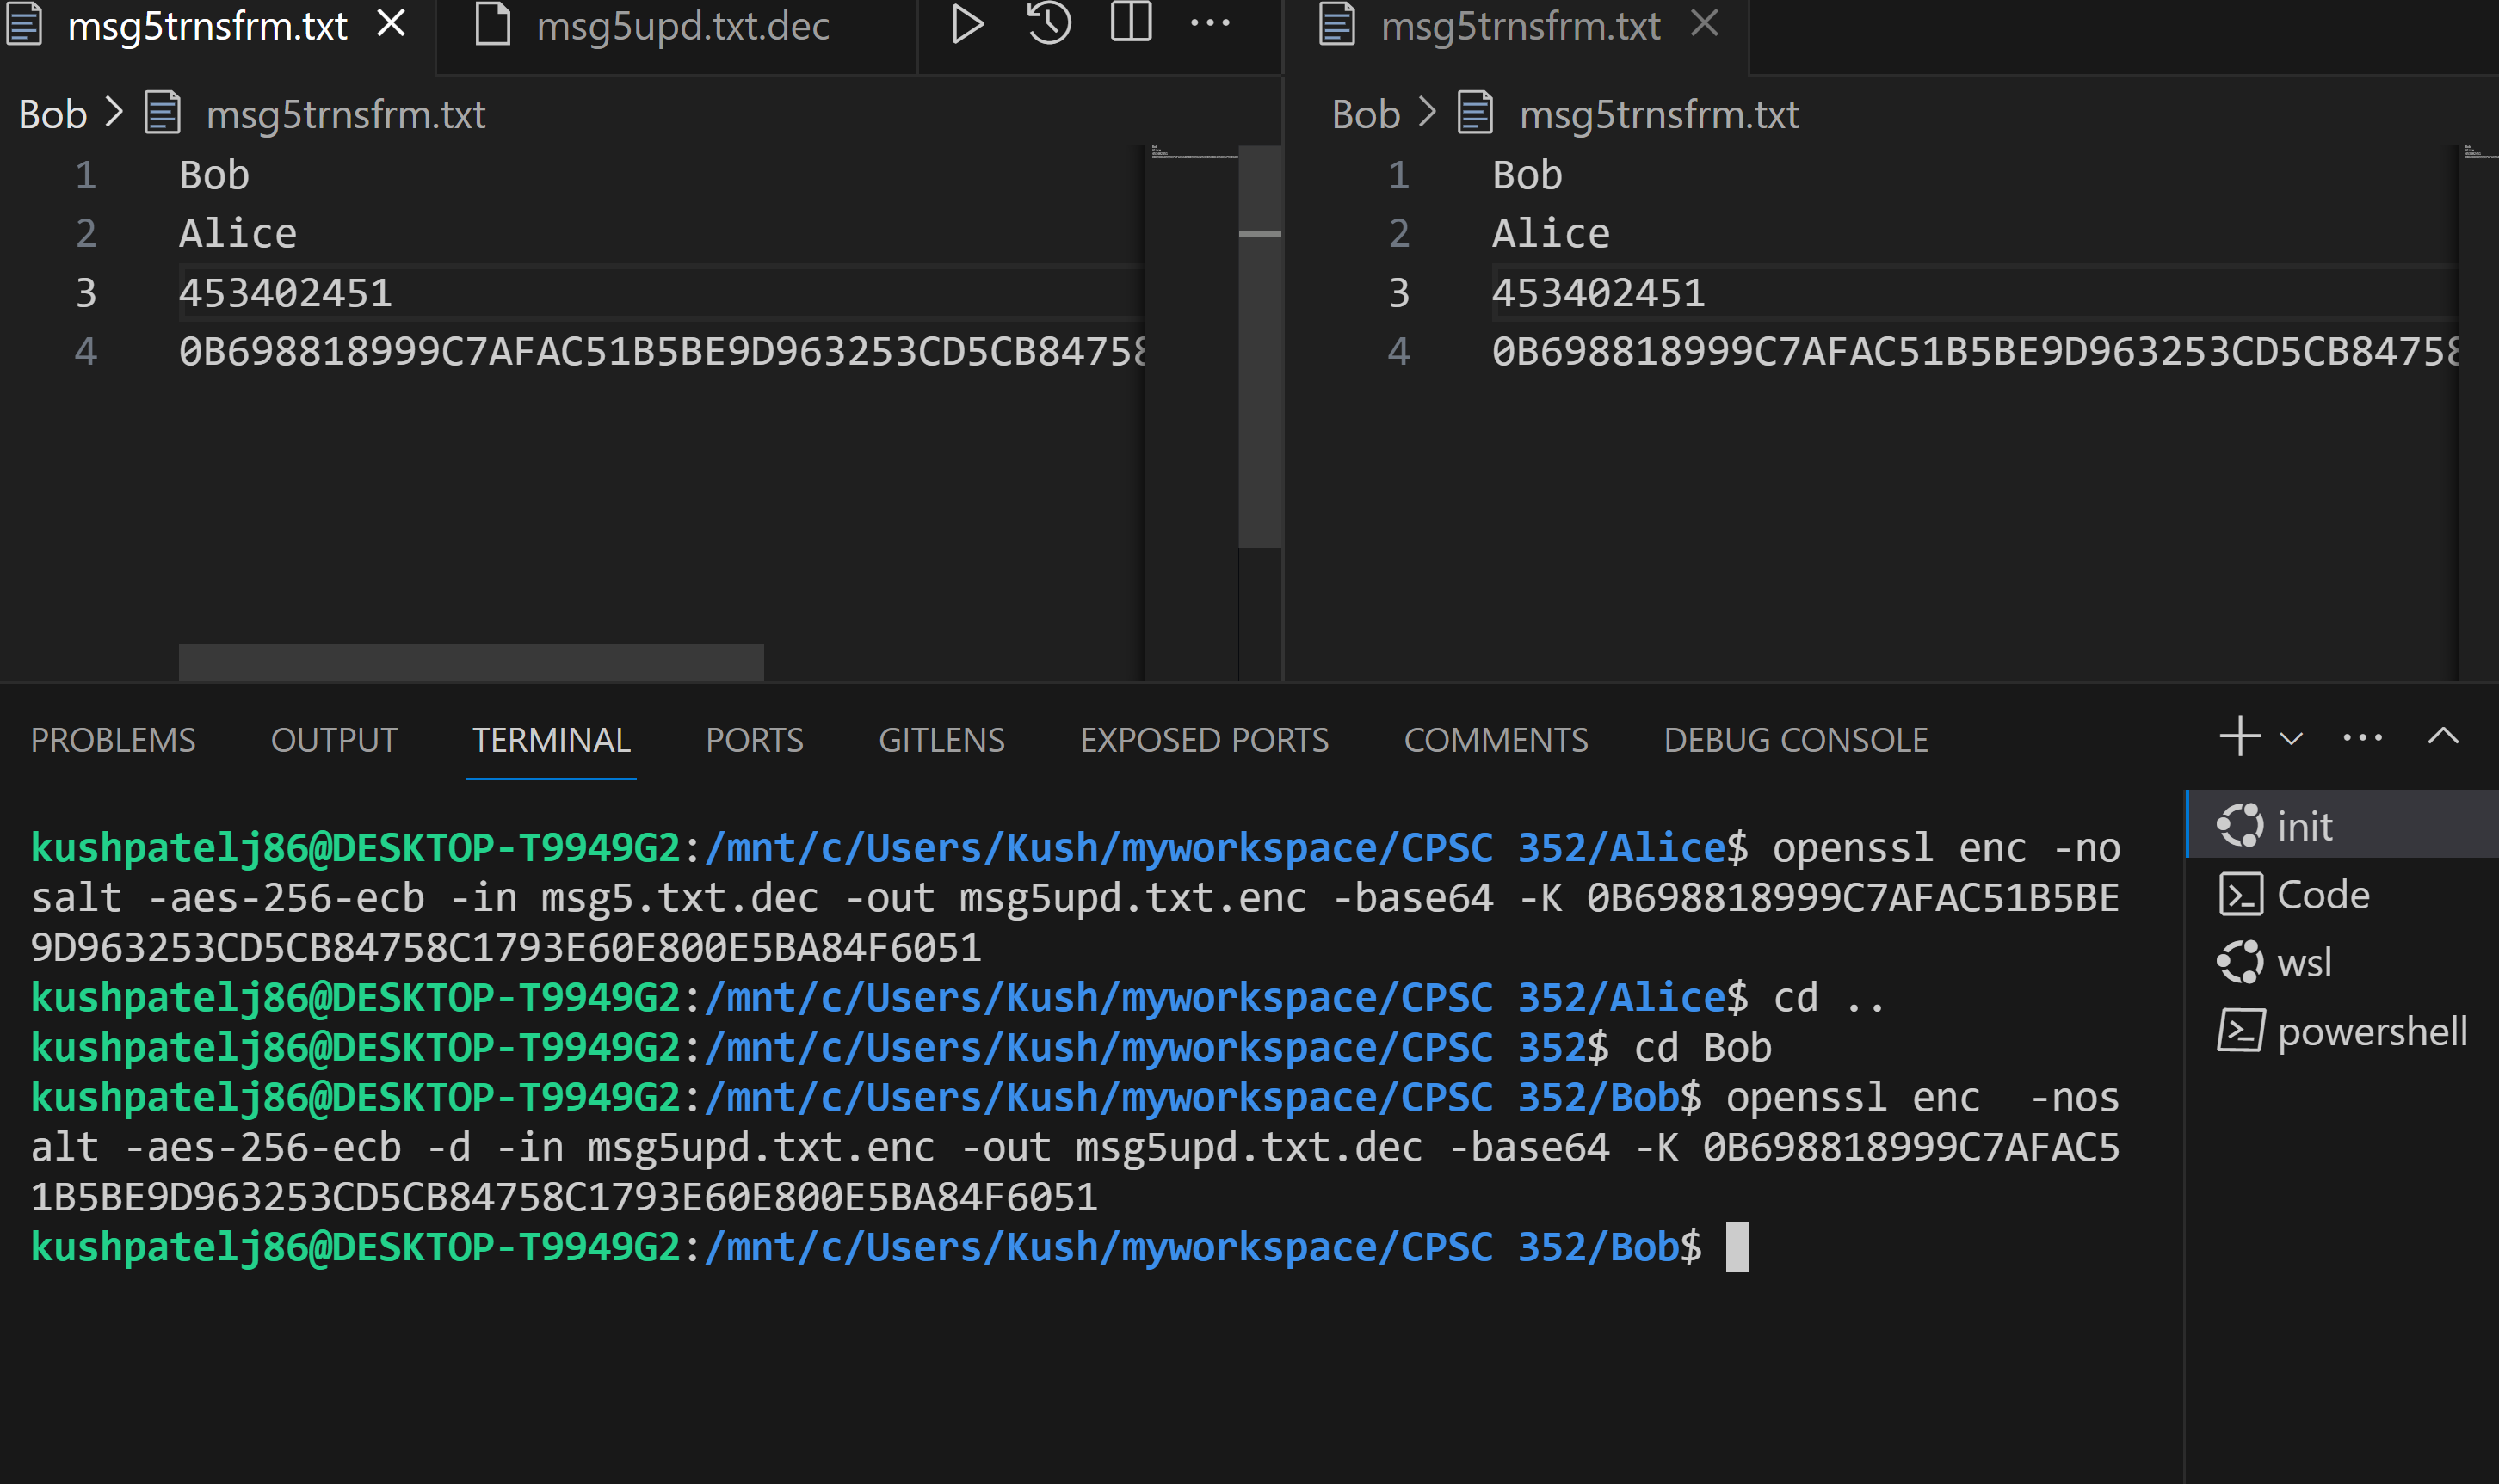 msg5trnsfrm.txt
msg5upd.txt.dec
msg5trnsfrm.txt
Bob > msg5trnsfrm.txt
Bob > msg5trnsfrm.txt
1 Bob
2 Alice
3 453402451
4 0B698818999C7AFAC51B5BE9D963253CD5CB84758
1 Bob
2 Alice
3 453402451
4 0B698818999C7AFAC51B5BE9D963253CD5CB84758
PROBLEMS OUTPUT TERMINAL PORTS GITLENS EXPOSED PORTS COMMENTS DEBUG CONSOLE
kushpatelj86@DESKTOP-T9949G2:/mnt/c/Users/Kush/myworkspace/CPSC 352/Alice$ openssl enc -no
salt -aes-256-ecb -in msg5.txt.dec -out msg5upd.txt.enc -base64 -K 0B698818999C7AFAC51B5BE
9D963253CD5CB84758C1793E60E800E5BA84F6051
kushpatelj86@DESKTOP-T9949G2:/mnt/c/Users/Kush/myworkspace/CPSC 352/Alice$ cd ..
kushpatelj86@DESKTOP-T9949G2:/mnt/c/Users/Kush/myworkspace/CPSC 352$ cd Bob
kushpatelj86@DESKTOP-T9949G2:/mnt/c/Users/Kush/myworkspace/CPSC 352/Bob$ openssl enc  -nos
alt -aes-256-ecb -d -in msg5upd.txt.enc -out msg5upd.txt.dec -base64 -K 0B698818999C7AFAC5
1B5BE9D963253CD5CB84758C1793E60E800E5BA84F6051
kushpatelj86@DESKTOP-T9949G2:/mnt/c/Users/Kush/myworkspace/CPSC 352/Bob$
init
Code
wsl
powershell